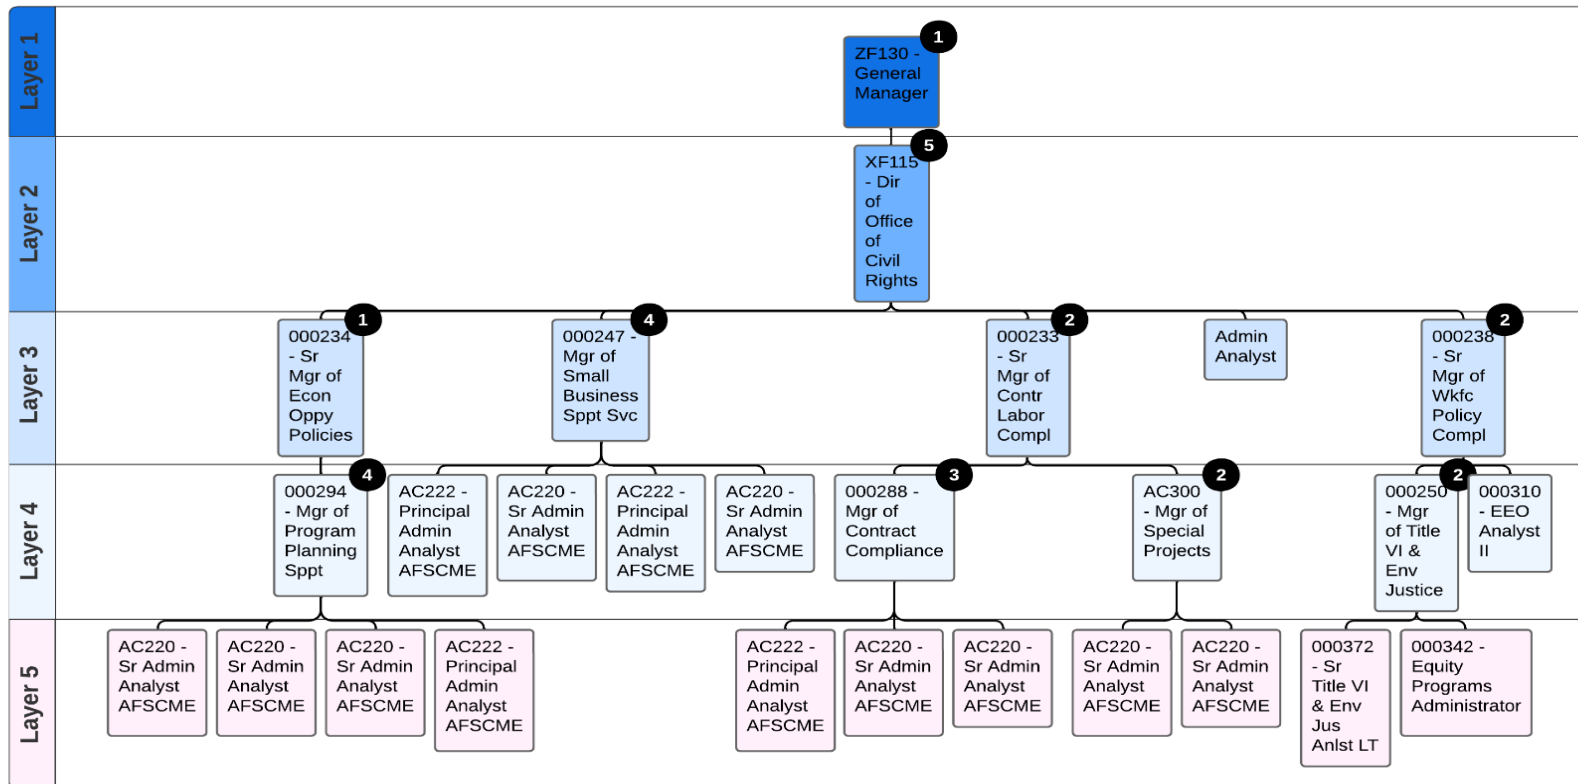 Layer 1
1
ZF130 -
General
Manager
Layer 2
5
XF115
- Dir
of
Office
of
Civil
Rights
Layer 3
1
000234
- Sr
Mgr of
Econ
Oppy
Policies
4
000247 -
Mgr of
Small
Business
Sppt Svc
2
000233
- Sr
Mgr of
Contr
Labor
Compl
Admin
Analyst
2
000238
- Sr
Mgr of
Wkfc
Policy
Compl
Layer 4
4
000294
- Mgr of
Program
Planning
Sppt
AC222 -
Principal
Admin
Analyst
AFSCME
AC220 -
Sr Admin
Analyst
AFSCME
AC222 -
Principal
Admin
Analyst
AFSCME
AC220 -
Sr Admin
Analyst
AFSCME
3
000288 -
Mgr of
Contract
Compliance
2
AC300
- Mgr of
Special
Projects
2
000250
- Mgr
of Title
VI &
Env
Justice
000310
- EEO
Analyst
II
Layer 5
AC220 -
Sr Admin
Analyst
AFSCME
AC220 -
Sr Admin
Analyst
AFSCME
AC220 -
Sr Admin
Analyst
AFSCME
AC222 -
Principal
Admin
Analyst
AFSCME
AC222 -
Principal
Admin
Analyst
AFSCME
AC220 -
Sr Admin
Analyst
AFSCME
AC220 -
Sr Admin
Analyst
AFSCME
AC220 -
Sr Admin
Analyst
AFSCME
AC220 -
Sr Admin
Analyst
AFSCME
000372
- Sr
Title VI
& Env
Jus
Anlst LT
000342 -
Equity
Programs
Administrator